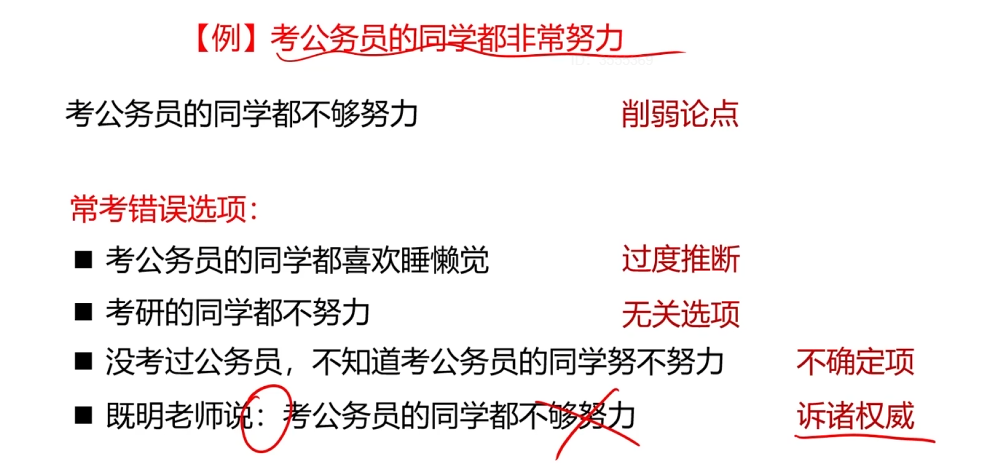 【例】考公务员的同学都非常努力
考公务员的同学都不够努力 削弱论点
常考错误选项：
■ 考公务员的同学都喜欢睡懒觉 过度推断
■ 考研的同学都不努力 无关选项
■ 没考过公务员，不知道考公务员的同学努不努力 不确定项
■ 既明老师说：考公务员的同学都不够努力 诉诸权威